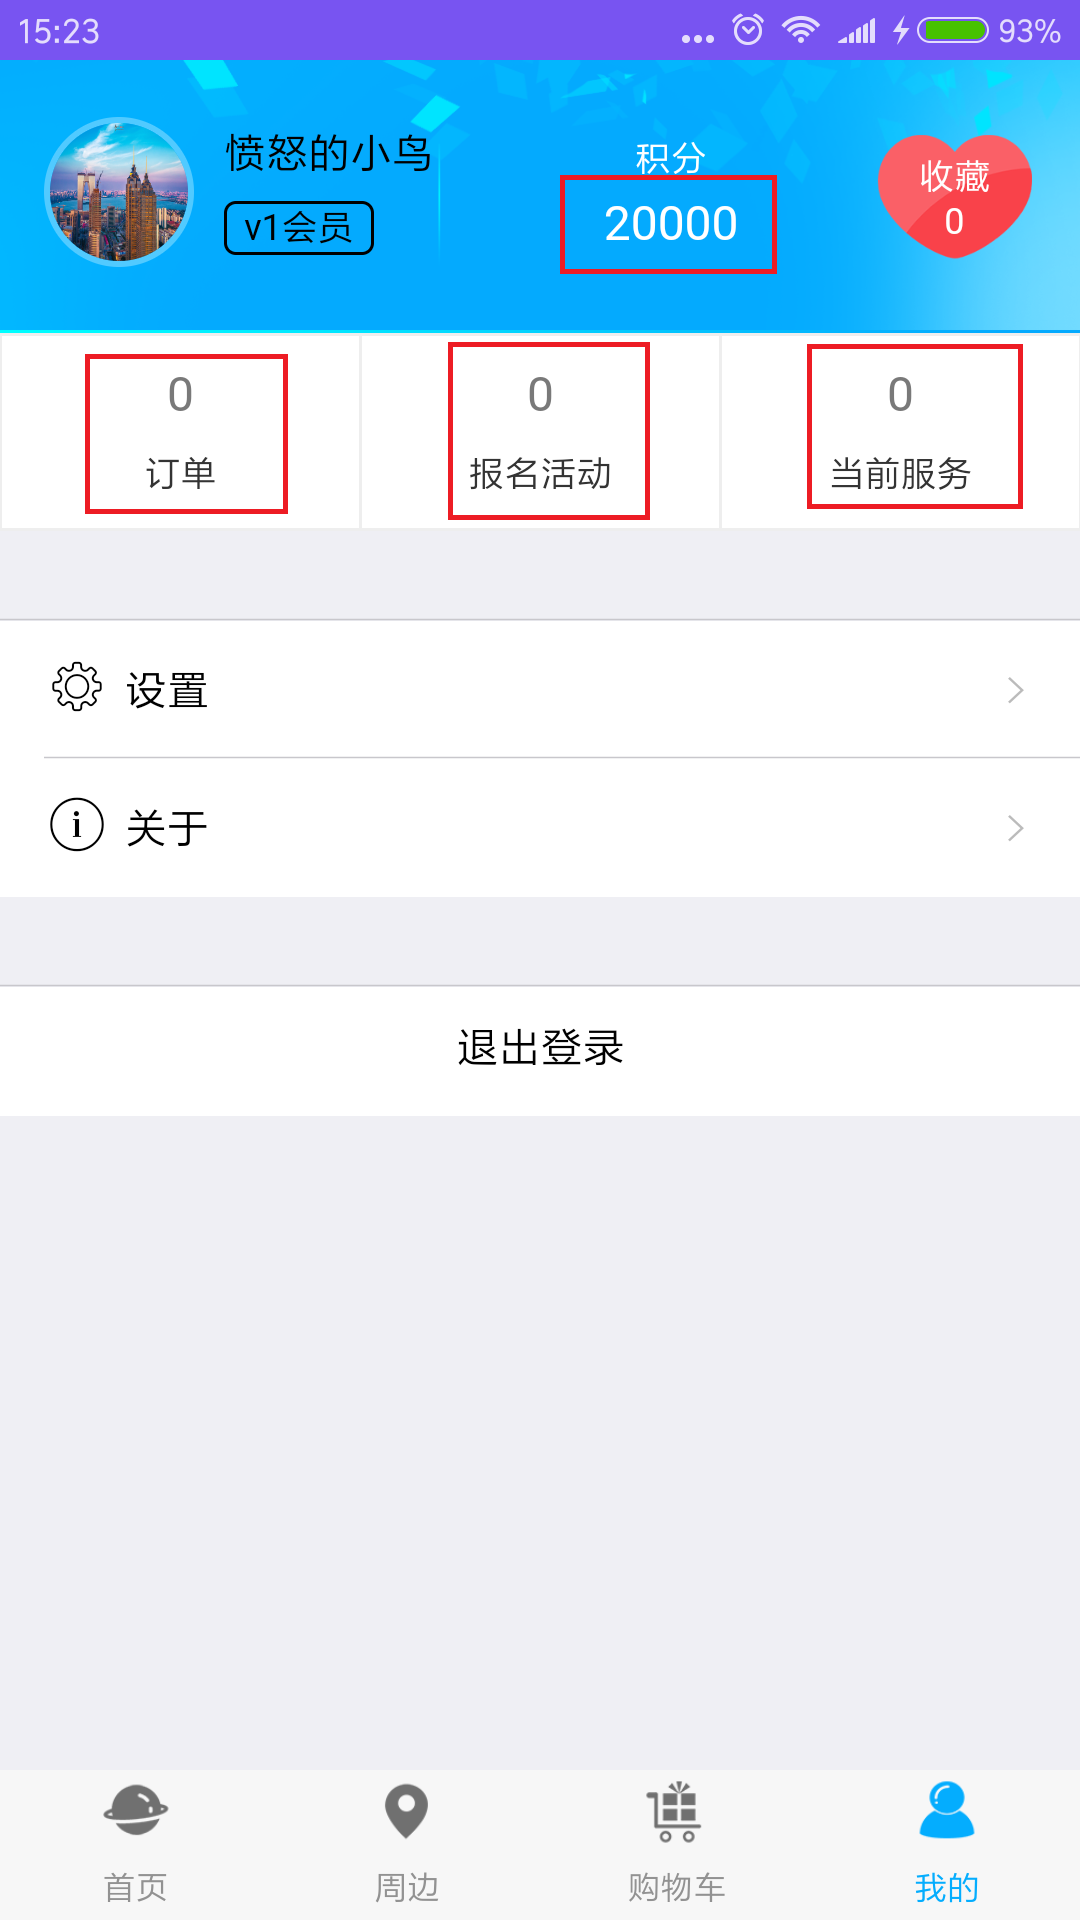 15:23
93%
愤怒的小鸟
v1会员
积分
20000
收藏
0
0
订单
0
报名活动
0
当前服务
设置
关于
退出登录
首页
周边
购物车
我的